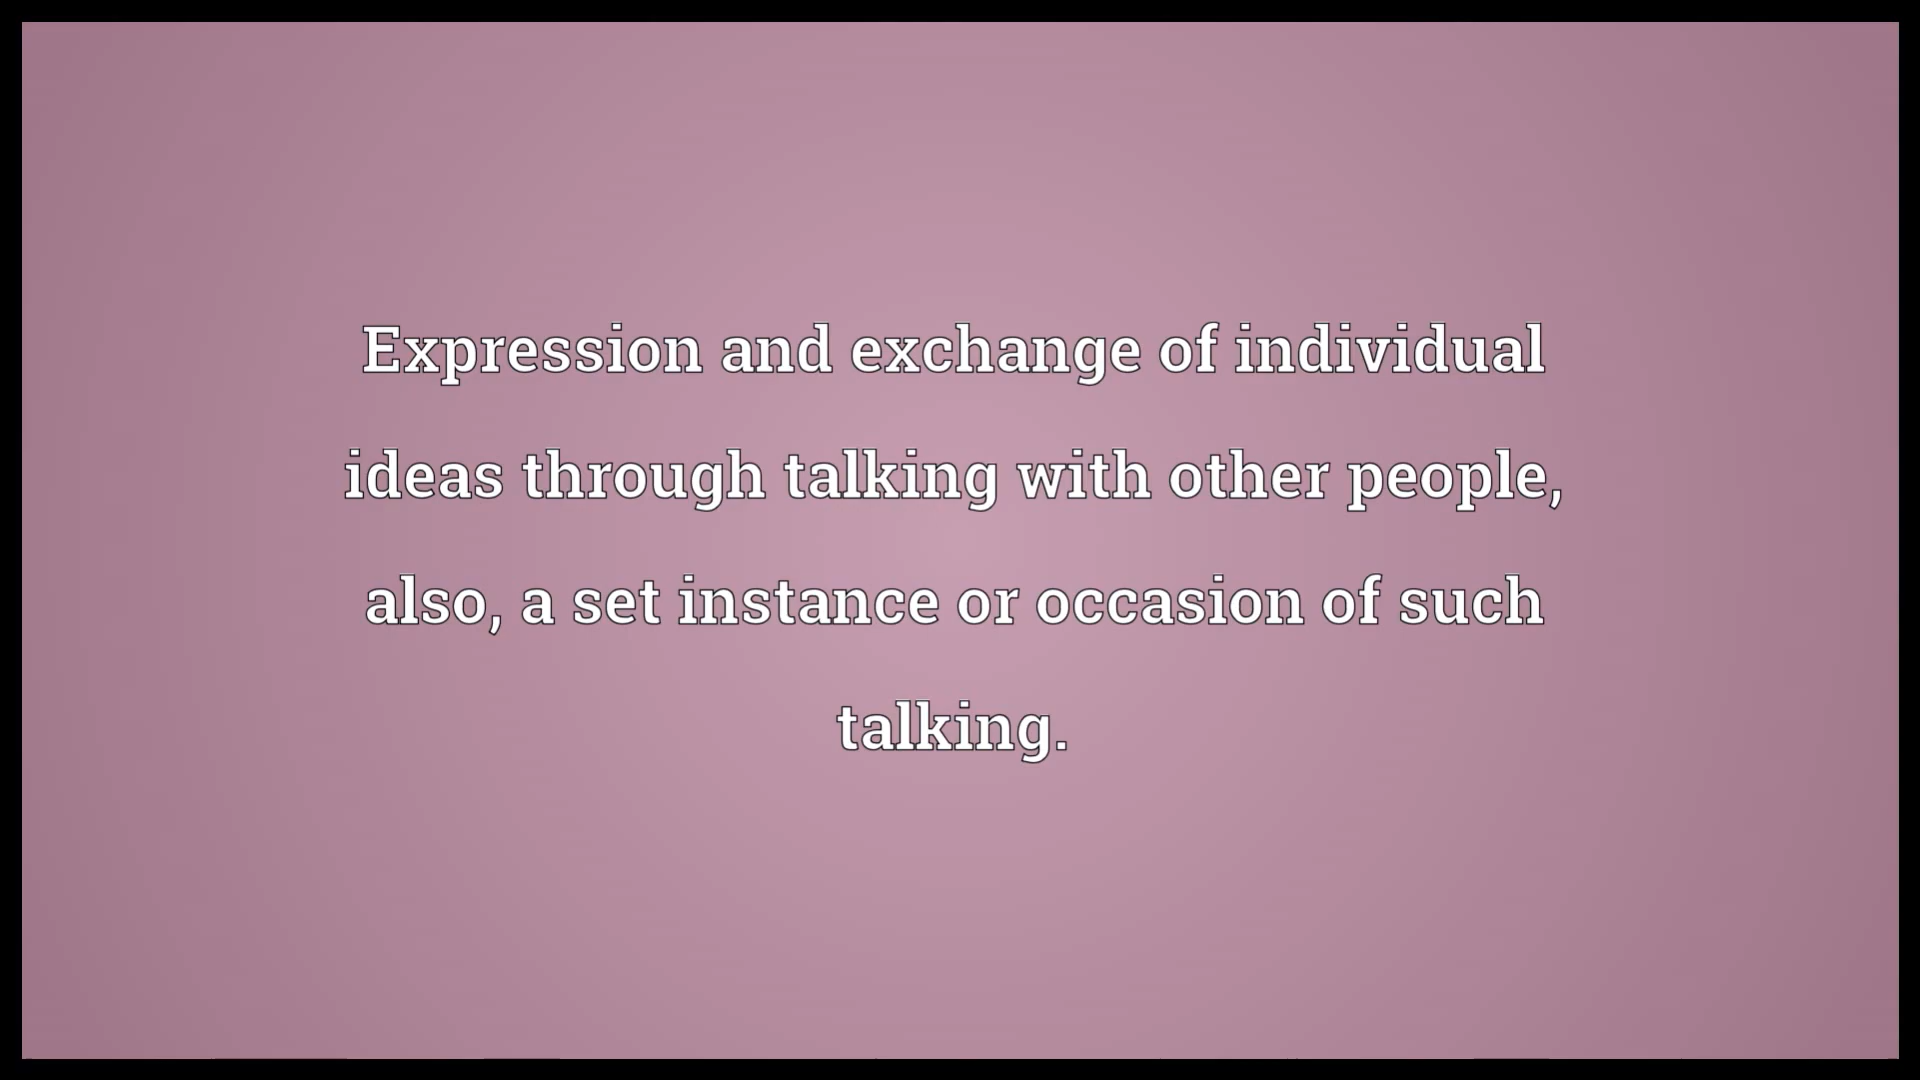 Expression and exchange of individual
ideas through talking with other people,
also, a set instance or occasion of such
talking.